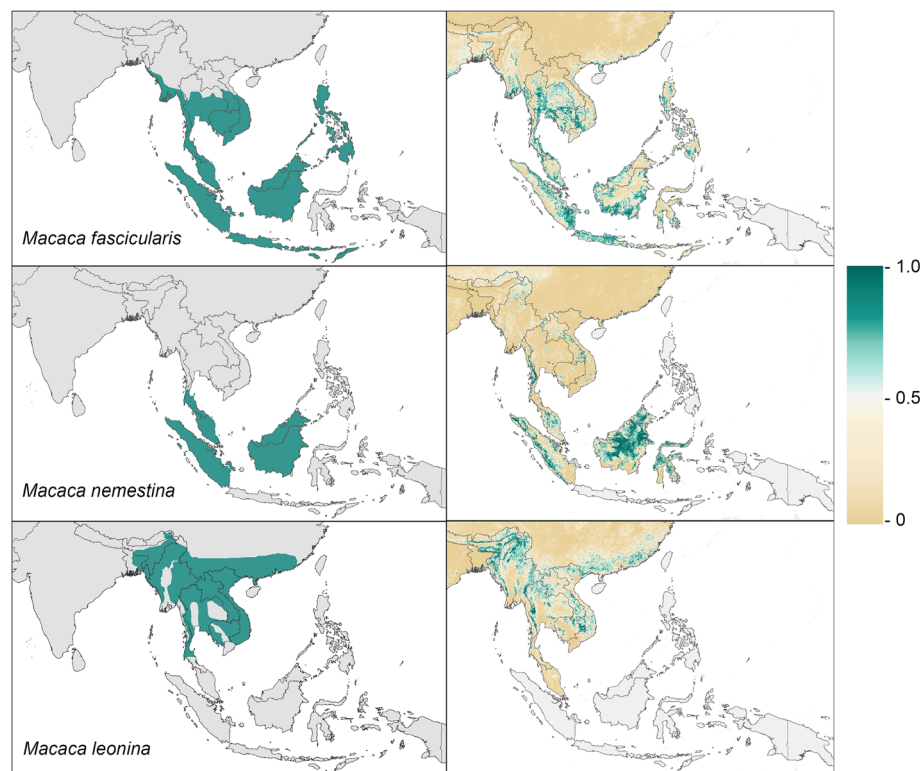 Macaca fascicularis
Macaca nemestina
Macaca leonina
- 1.0
- 0.5
- 0